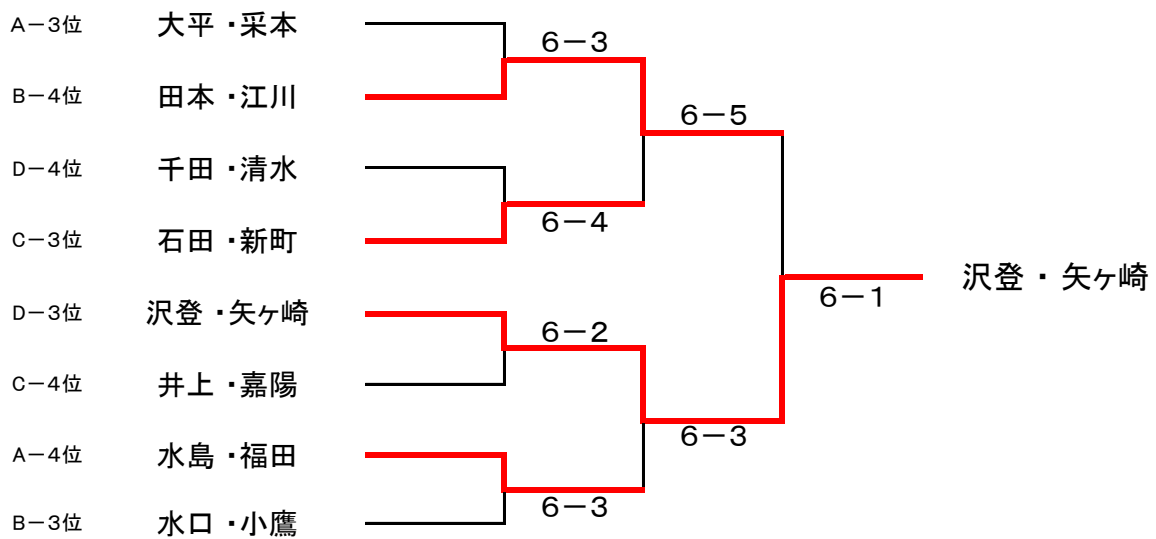 A－3位 大平・采本
6－3
B－4位 田本・江川
6－5
D－4位 千田・清水
6－4
C－3位 石田・新町
沢登・矢ヶ崎
6－1
D－3位 沢登・矢ヶ崎
6－2
C－4位 井上・嘉陽
6－3
A－4位 水島・福田
6－3
B－3位 水口・小鷹